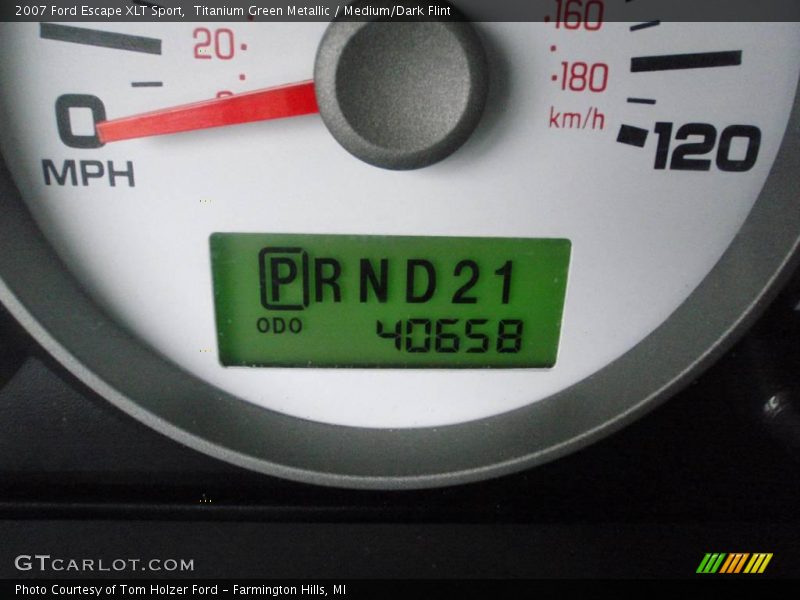 2007 Ford Escape XLT Sport, Titanium Green Metallic / Medium/Dark Flint
160
20
180
km/h
0
120
MPH
PRND21
ODO 40658
GTCARLOT.COM
Photo Courtesy of Tom Holzer Ford - Farmington Hills, MI